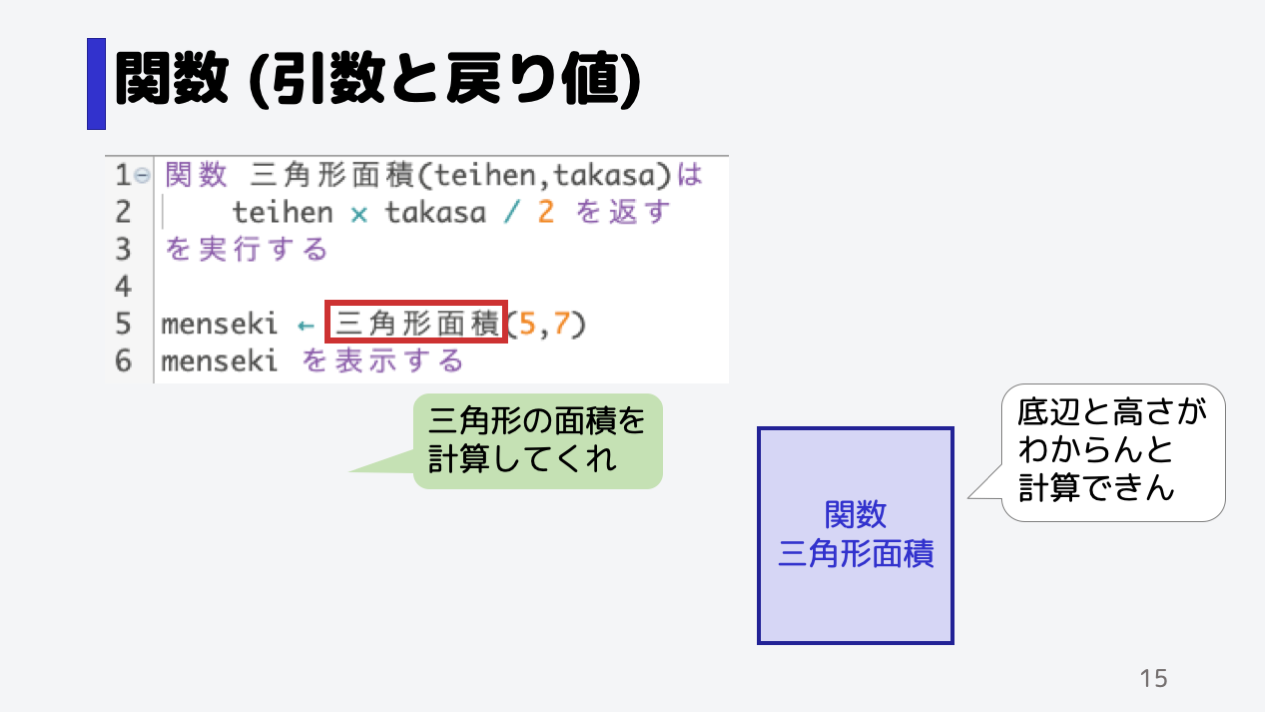 関数 (引数と戻り値)
1 関数 三角形面積(teihen,takasa)は
2 teihen × takasa / 2 を返す
3 を実行する
4
5 menseki ← 三角形面積(5,7)
6 menseki を表示する
三角形の面積を
計算してくれ
底辺と高さが
わからんと
計算できん
関数
三角形面積
15